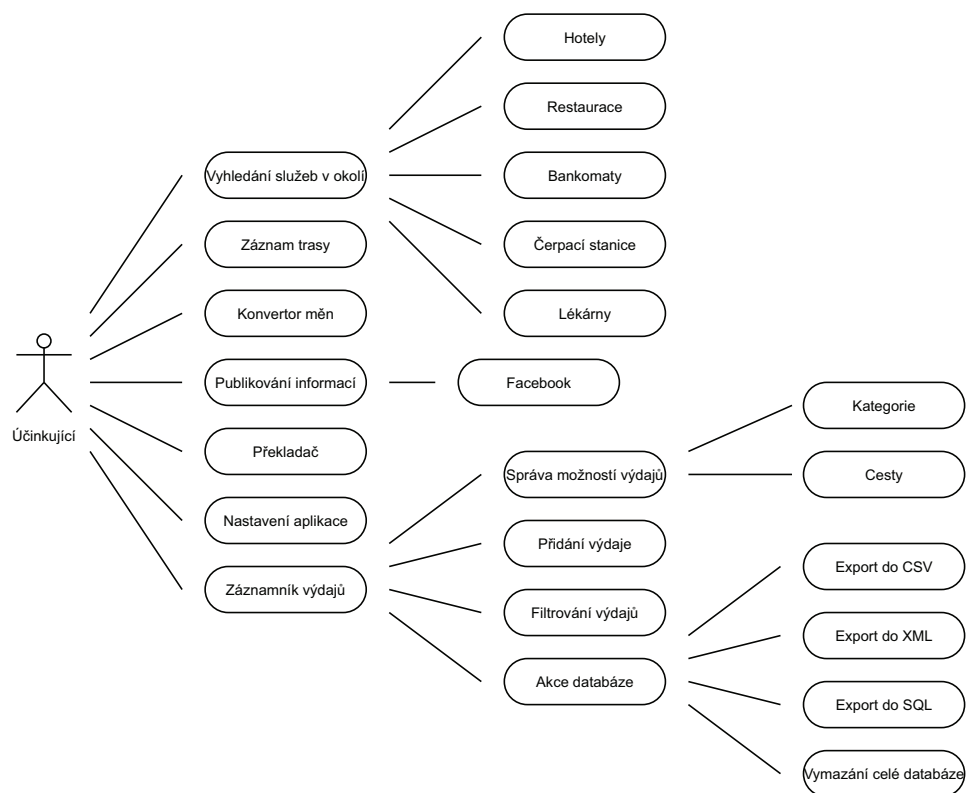 Hotely
Restaurace
Vyhledání služeb v okolí
Bankomaty
Záznam trasy
Čerpací stanice
Konvertor měn
Lékárny
Publikování informací
Facebook
Kategorie
Účinkující
Překladač
Správa možností výdajů
Cesty
Nastavení aplikace
Přidání výdaje
Export do CSV
Záznamník výdajů
Filtrování výdajů
Export do XML
Akce databáze
Export do SQL
Vymazání celé databáze